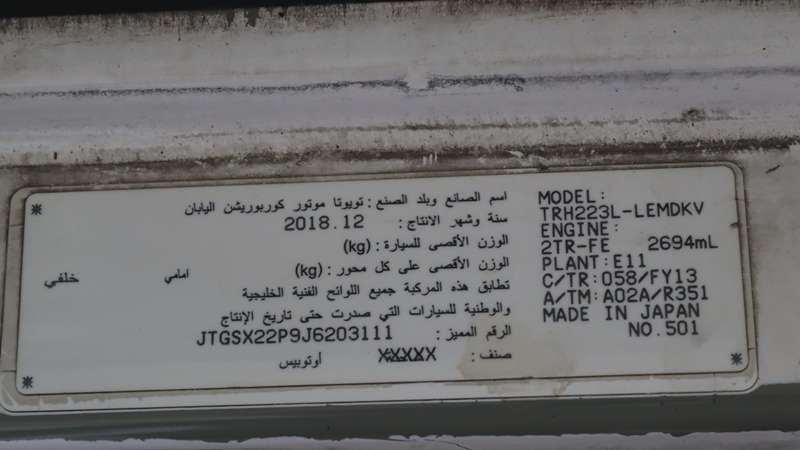 اسم الصانع وبلد الصنع : تويوتا موتور كوربوريشن اليابان
سنة وشهر الانتاج : 2018.12
الوزن الأقصى للسيارة : (kg)
الوزن الأقصى على كل محور : (kg) امامي خلفي
تطابق هذه المركبة جميع اللوائح الفنية الخليجية
والوطنية للسيارات التي صدرت حتى تاريخ الإنتاج
الرقم المميز : JTGSX22P9J6203111
صنف : XXXXX أوتوبيس
MODEL:
TRH223L-LEMDKV
ENGINE:
2TR-FE 2694mL
PLANT:E11
C/TR:058/FY13
A/TM:A02A/R351
MADE IN JAPAN
NO.501